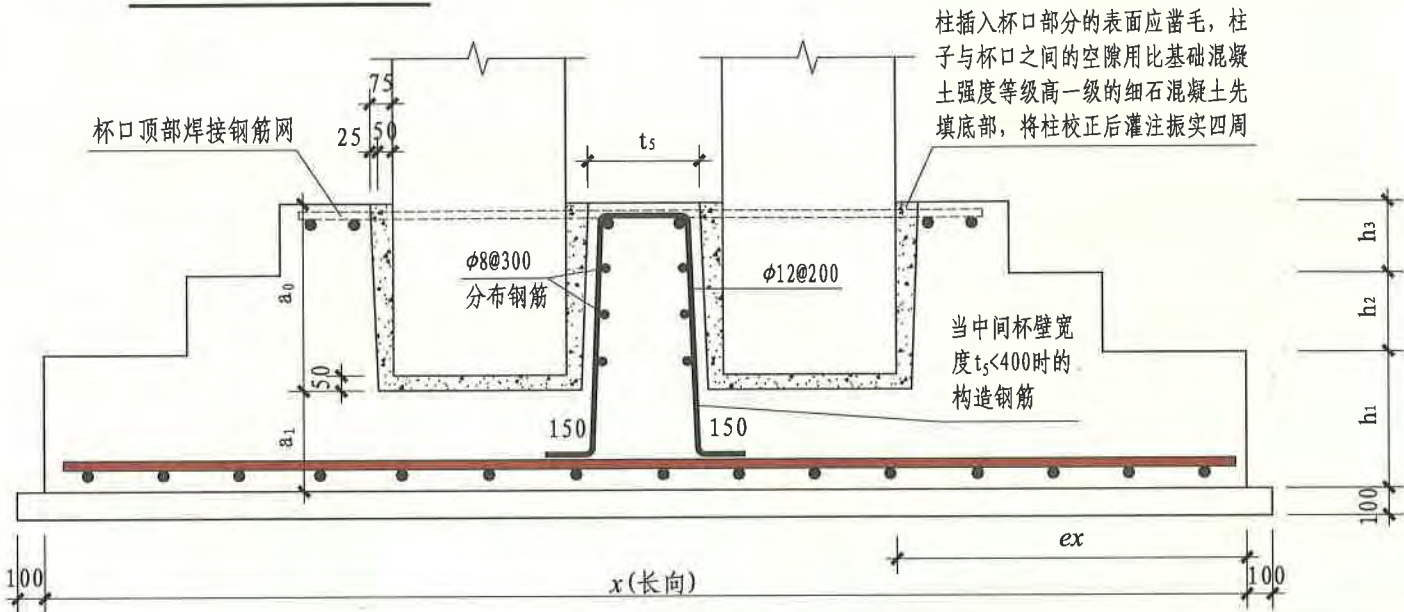 柱插入杯口部分的表面应凿毛，柱
子与杯口之间的空隙用比基础混凝
土强度等级高一级的细石混凝土先
填底部，将柱校正后灌注振实四周
75
杯口顶部焊接钢筋网
25
50
t5
h3
a0
φ8@300
分布钢筋
φ12@200
h2
当中间杯壁宽
度t5<400时的
构造钢筋
50
h1
a1
150
150
100
ex
100
x(长向)
100